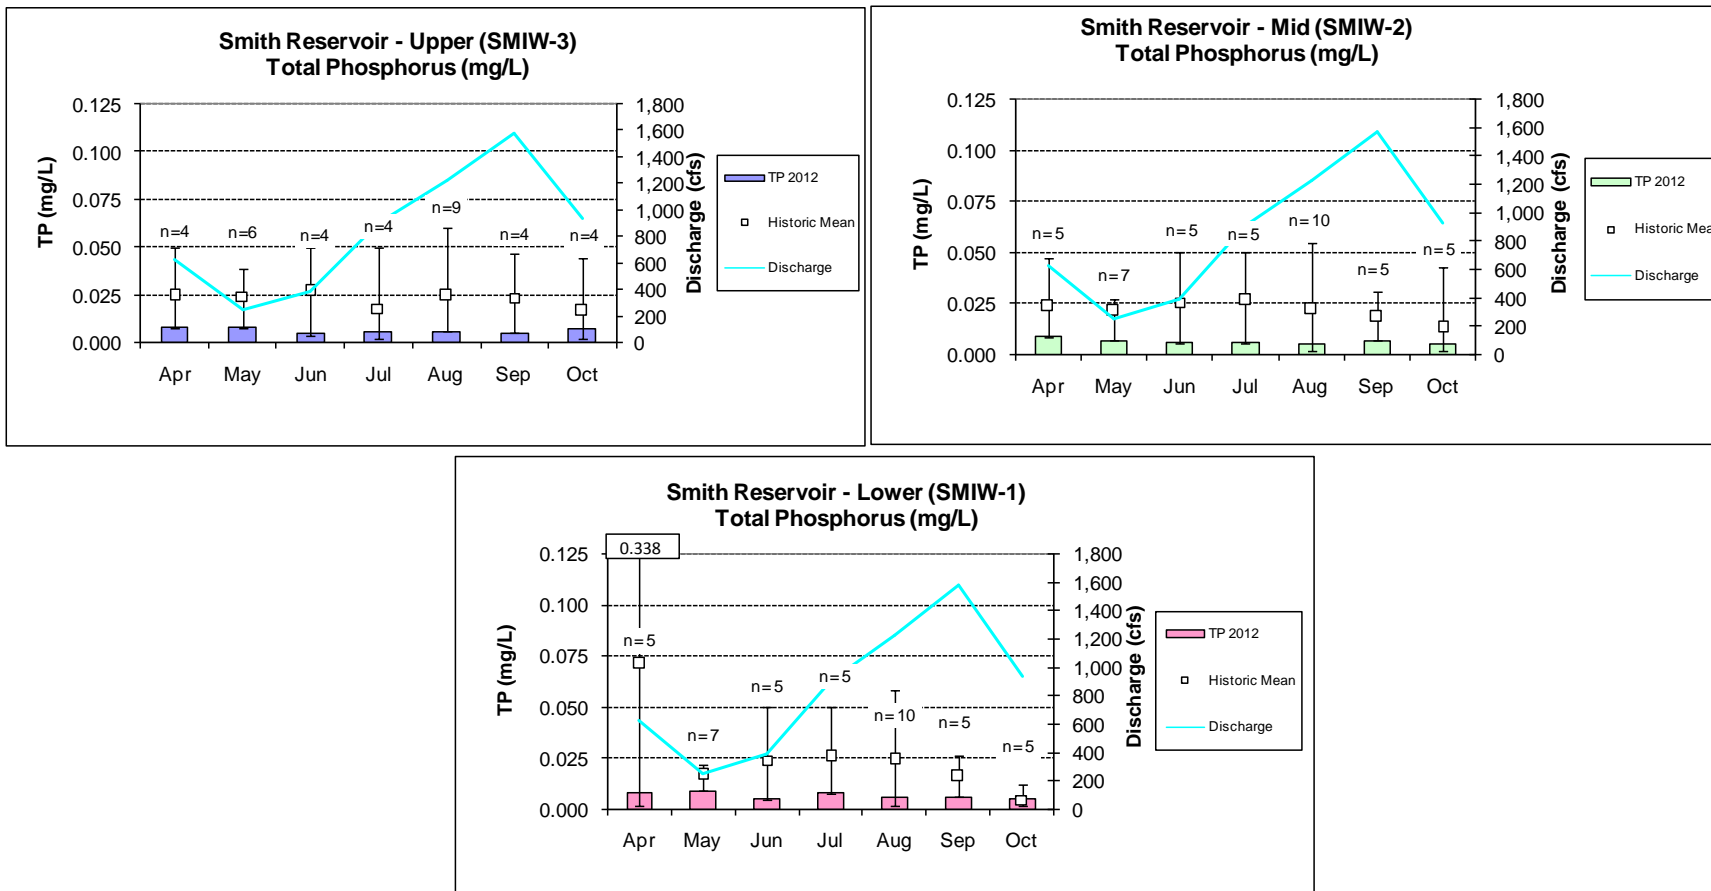 Smith Reservoir - Upper (SMIW-3)
Total Phosphorus (mg/L)
TP (mg/L)
0.125
0.100
0.075
0.050
0.025
0.000
n=4
n=6
n=4
n=4
n=9
n=4
n=4
1,800
1,600
1,400
1,200
1,000
800
600
400
200
0
Discharge (cfs)
Apr May Jun Jul Aug Sep Oct
TP 2012
Historic Mean
Discharge
Smith Reservoir - Mid (SMIW-2)
Total Phosphorus (mg/L)
TP (mg/L)
0.125
0.100
0.075
0.050
0.025
0.000
n=5
n=7
n=5
n=5
n=10
n=5
n=5
1,800
1,600
1,400
1,200
1,000
800
600
400
200
0
Discharge (cfs)
Apr May Jun Jul Aug Sep Oct
TP 2012
Historic Mea
Discharge
Smith Reservoir - Lower (SMIW-1)
Total Phosphorus (mg/L)
0.338
TP (mg/L)
0.125
0.100
0.075
0.050
0.025
0.000
n=5
n=7
n=5
n=5
n=10
n=5
n=5
1,800
1,600
1,400
1,200
1,000
800
600
400
200
0
Discharge (cfs)
Apr May Jun Jul Aug Sep Oct
TP 2012
Historic Mean
Discharge